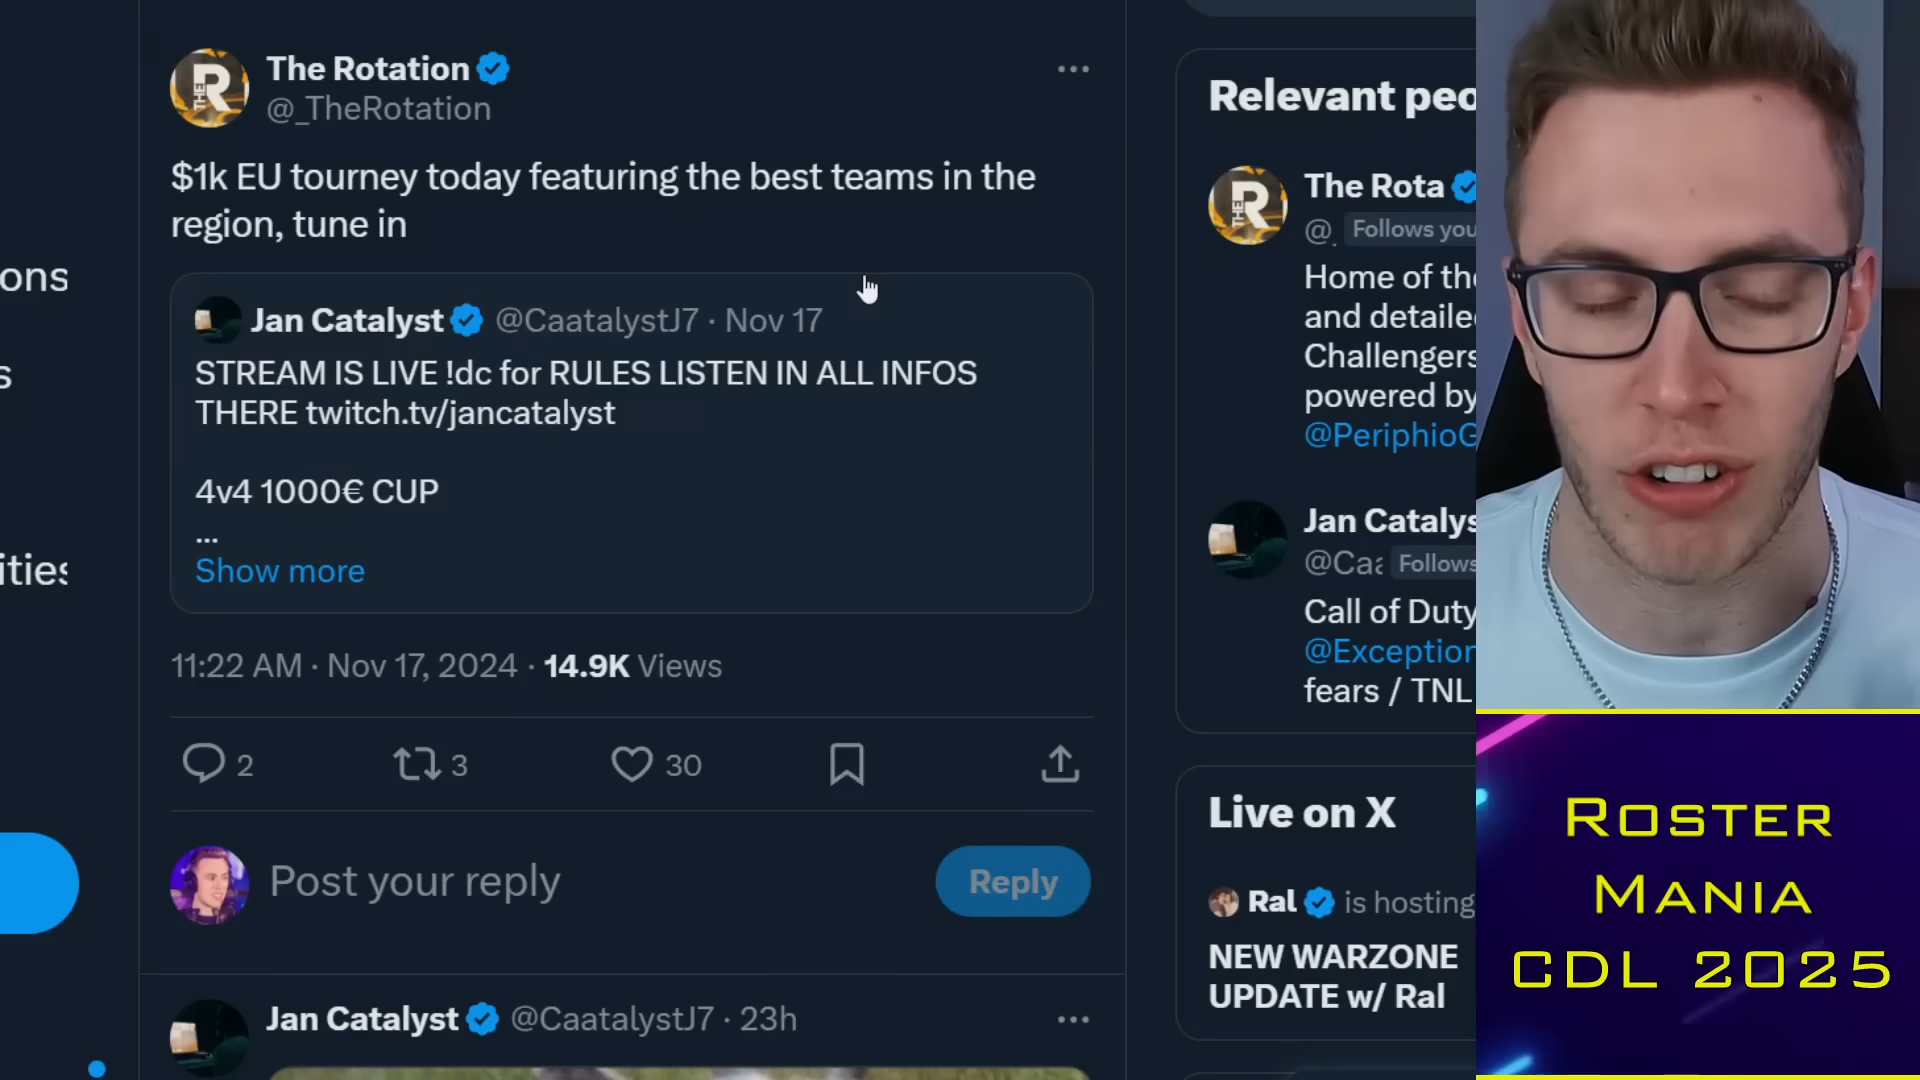 The Rotation
@_TheRotation
$1k EU tourney today featuring the best teams in the
region, tune in
Jan Catalyst @CaatalystJ7 · Nov 17
STREAM IS LIVE !dc for RULES LISTEN IN ALL INFOS
THERE twitch.tv/jancatalyst
4v4 1000€ CUP
...
Show more
11:22 AM · Nov 17, 2024 · 14.9K Views
2 3 30
Post your reply
Reply
Jan Catalyst @CaatalystJ7 · 23h
ons
s
ities
Relevant peo
The Rota
@_ Follows you
Home of the
and detailed
Challengers
powered by
@PeriphioG
Jan Catalys
@Caa Follows
Call of Duty
@Exception
fears / TNL
Live on X
Ral is hosting
NEW WARZONE
UPDATE w/ Ral
ROSTER
MANIA
CDL 2025
THE R
THE R